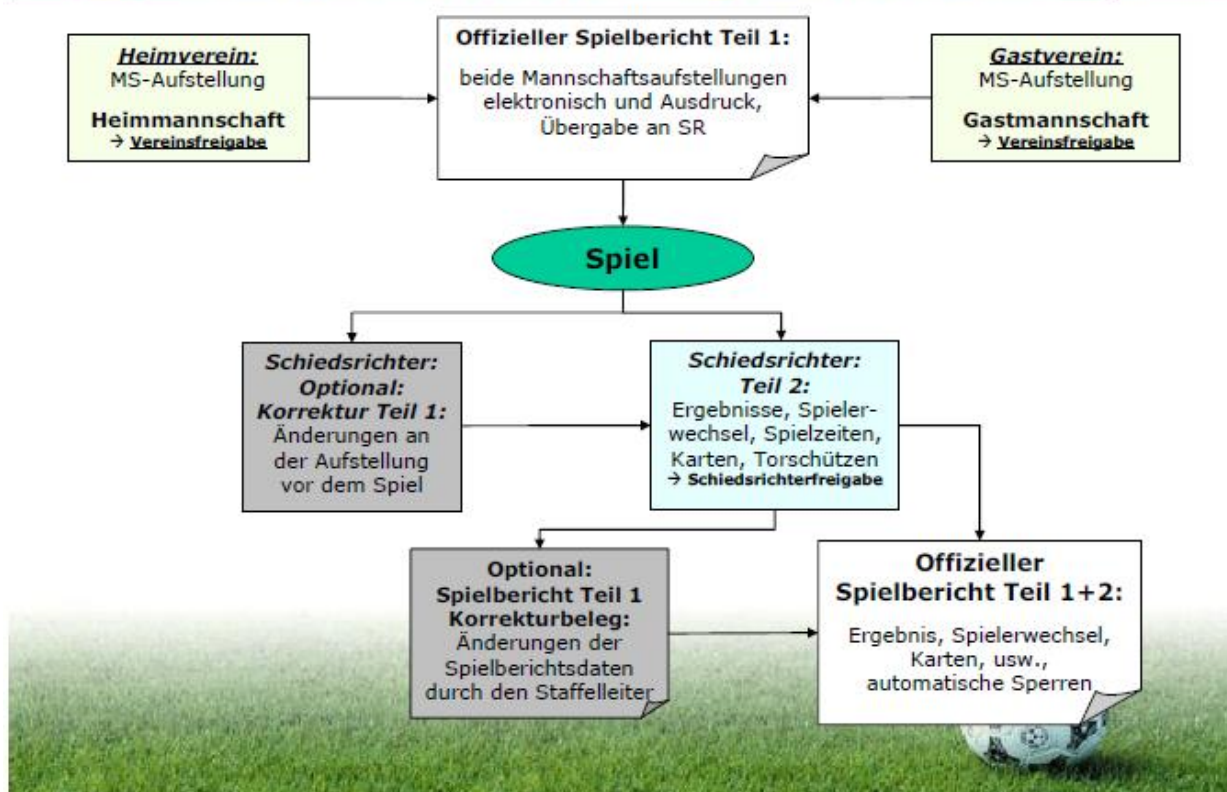 Heimverein:
MS-Aufstellung
Heimmannschaft
→ Vereinsfreigabe
Offizieller Spielbericht Teil 1:
beide Mannschaftsaufstellungen
elektronisch und Ausdruck,
Übergabe an SR
Gastverein:
MS-Aufstellung
Gastmannschaft
→ Vereinsfreigabe
Spiel
Schiedsrichter:
Optional:
Korrektur Teil 1:
Änderungen an
der Aufstellung
vor dem Spiel
Schiedsrichter:
Teil 2:
Ergebnisse, Spieler-
wechsel, Spielzeiten,
Karten, Torschützen
→ Schiedsrichterfreigabe
Optional:
Spielbericht Teil 1
Korrekturbeleg:
Änderungen der
Spielberichtsdaten
durch den Staffelleiter
Offizieller
Spielbericht Teil 1+2:
Ergebnis, Spielerwechsel,
Karten, usw.,
automatische Sperren